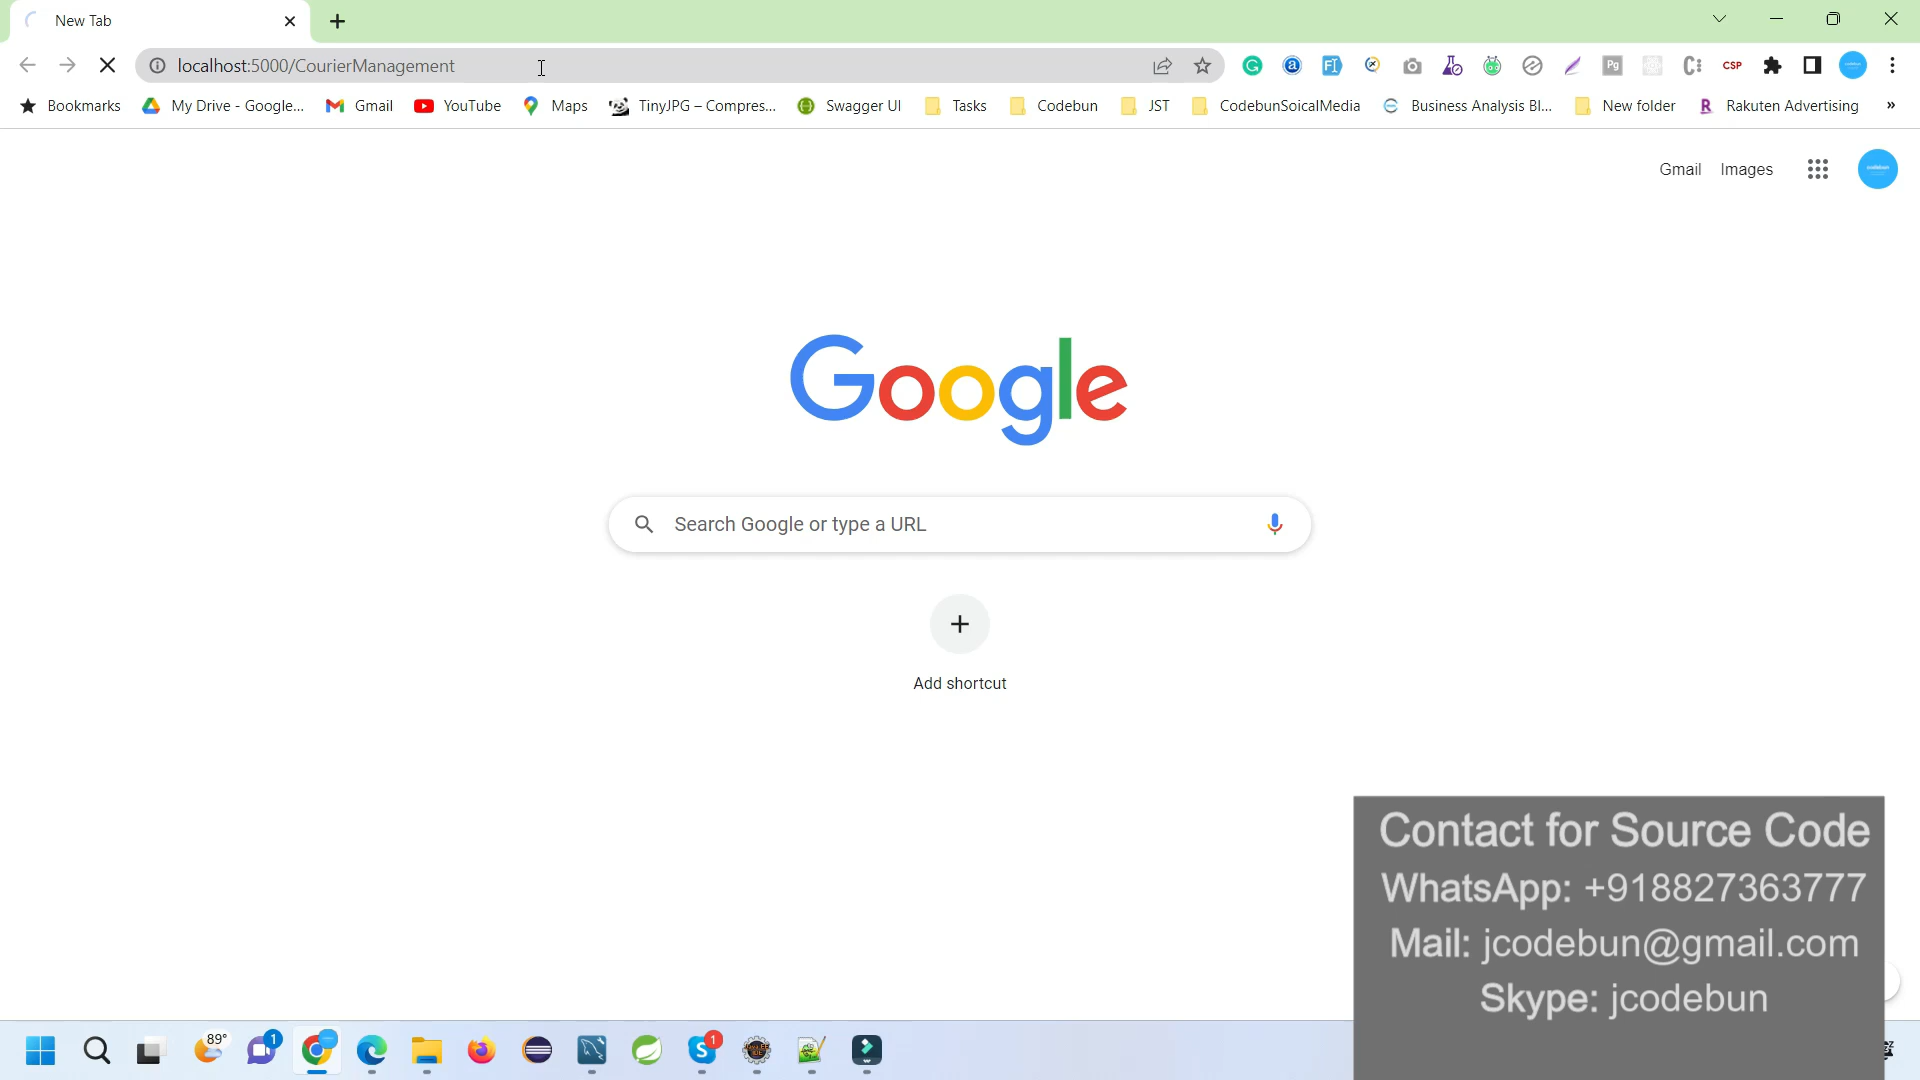 New Tab
localhost:5000/CourierManagement
Bookmarks My Drive - Google... Gmail YouTube Maps TinyJPG – Compres... Swagger UI Tasks Codebun JST CodebunSoicalMedia Business Analysis Bl... New folder Rakuten Advertising »
Gmail Images
Google
Search Google or type a URL
Add shortcut
Contact for Source Code
WhatsApp: +918827363777
Mail: jcodebun@gmail.com
Skype: jcodebun
89° 1 1